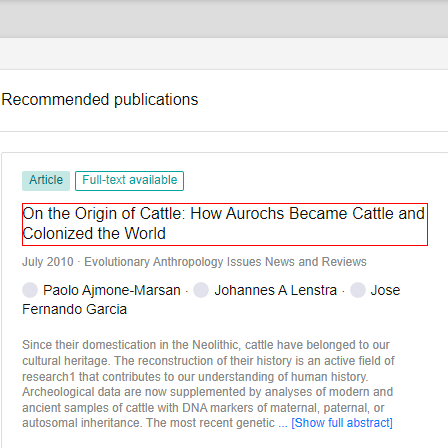 Recommended publications
Article Full-text available
On the Origin of Cattle: How Aurochs Became Cattle and
Colonized the World
July 2010 · Evolutionary Anthropology Issues News and Reviews
Paolo Ajmone-Marsan · Johannes A Lenstra · Jose
Fernando Garcia
Since their domestication in the Neolithic, cattle have belonged to our
cultural heritage. The reconstruction of their history is an active field of
research1 that contributes to our understanding of human history.
Archeological data are now supplemented by analyses of modern and
ancient samples of cattle with DNA markers of maternal, paternal, or
autosomal inheritance. The most recent genetic ... [Show full abstract]